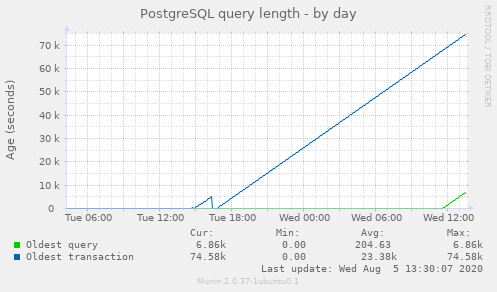 PostgreSQL query length - by day
RRDTOOL / TOBI OETIKER
Age (seconds)
70 k
60 k
50 k
40 k
30 k
20 k
10 k
0
Tue 06:00 Tue 12:00 Tue 18:00 Wed 00:00 Wed 06:00 Wed 12:00
Cur: Min: Avg: Max:
Oldest query 6.86k 0.00 204.63 6.86k
Oldest transaction 74.58k 0.00 23.38k 74.58k
Last update: Wed Aug 5 13:30:07 2020
Munin 2.0.37-1ubuntu0.1